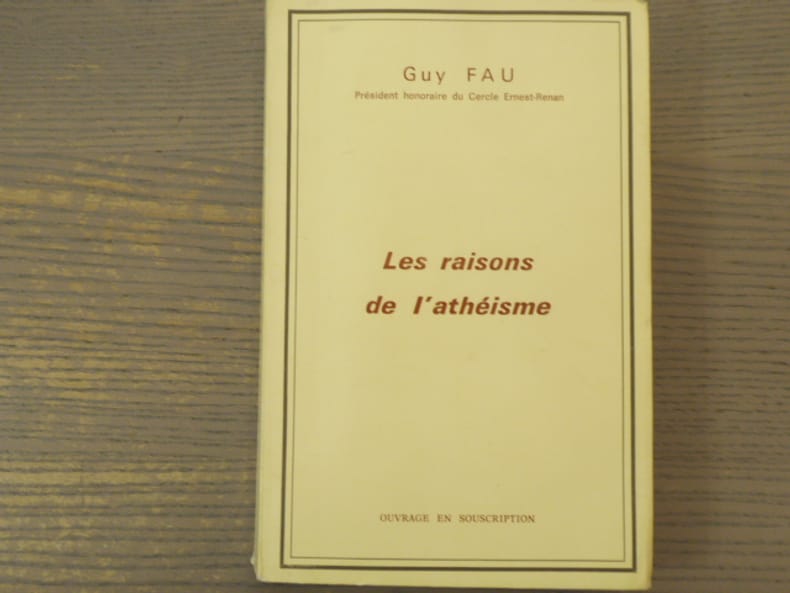 Guy FAU
Président honoraire du Cercle Ernest-Renan
Les raisons
de l'athéisme
OUVRAGE EN SOUSCRIPTION